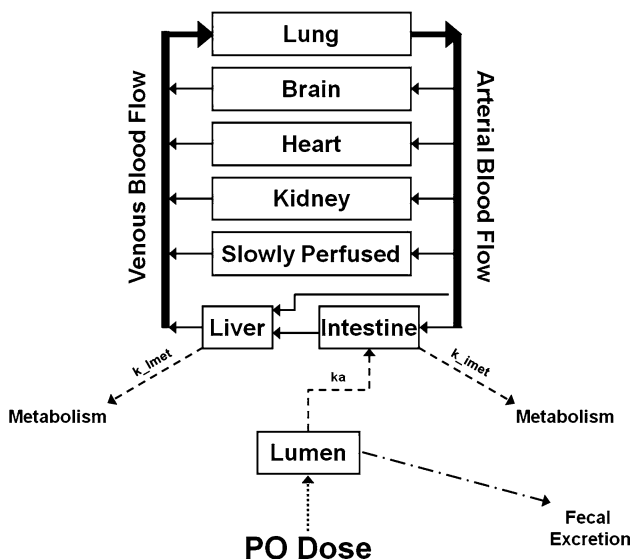 Lung
Brain
Heart
Kidney
Slowly Perfused
Venous Blood Flow
Arterial Blood Flow
Liver
Intestine
k_lmet
k_imet
ka
Metabolism
Metabolism
Lumen
Fecal
Excretion
PO Dose